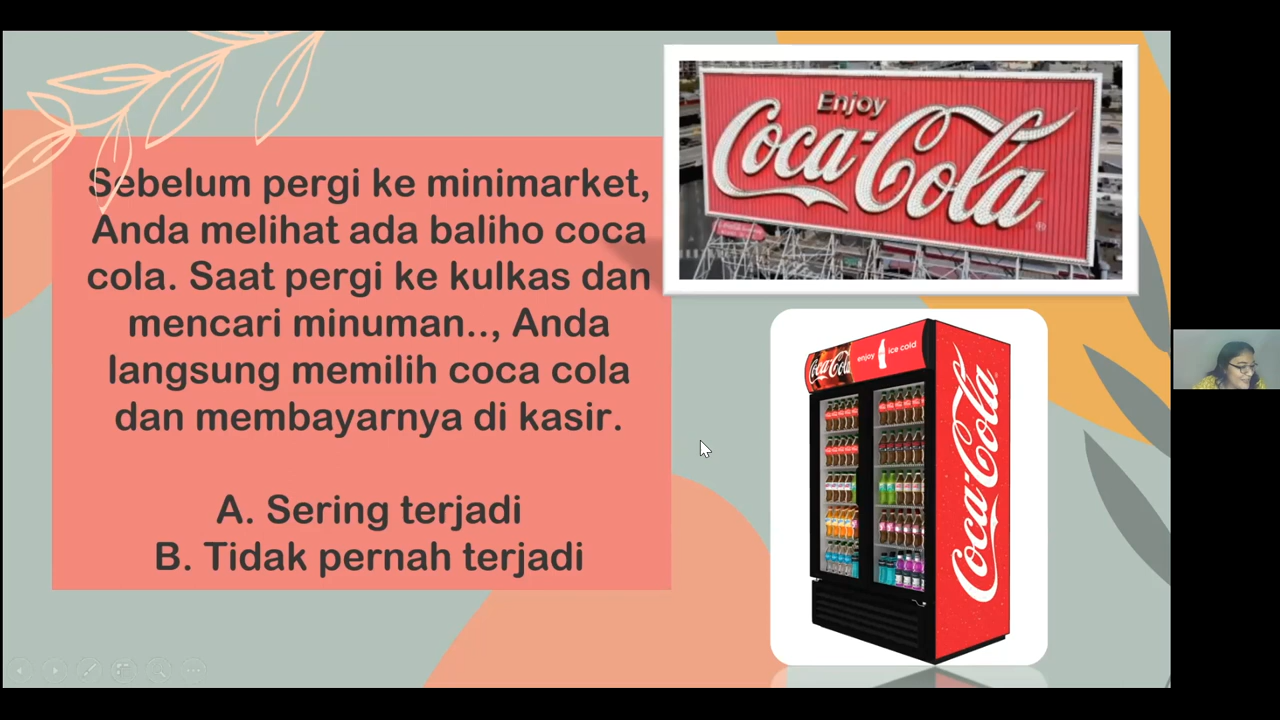 Sebelum pergi ke minimarket,
Anda melihat ada baliho coca
cola. Saat pergi ke kulkas dan
mencari minuman.., Anda
langsung memilih coca cola
dan membayarnya di kasir.
A. Sering terjadi
B. Tidak pernah terjadi
Enjoy
Coca-Cola
Coca-Cola
enjoy ice cold
Coca-Cola